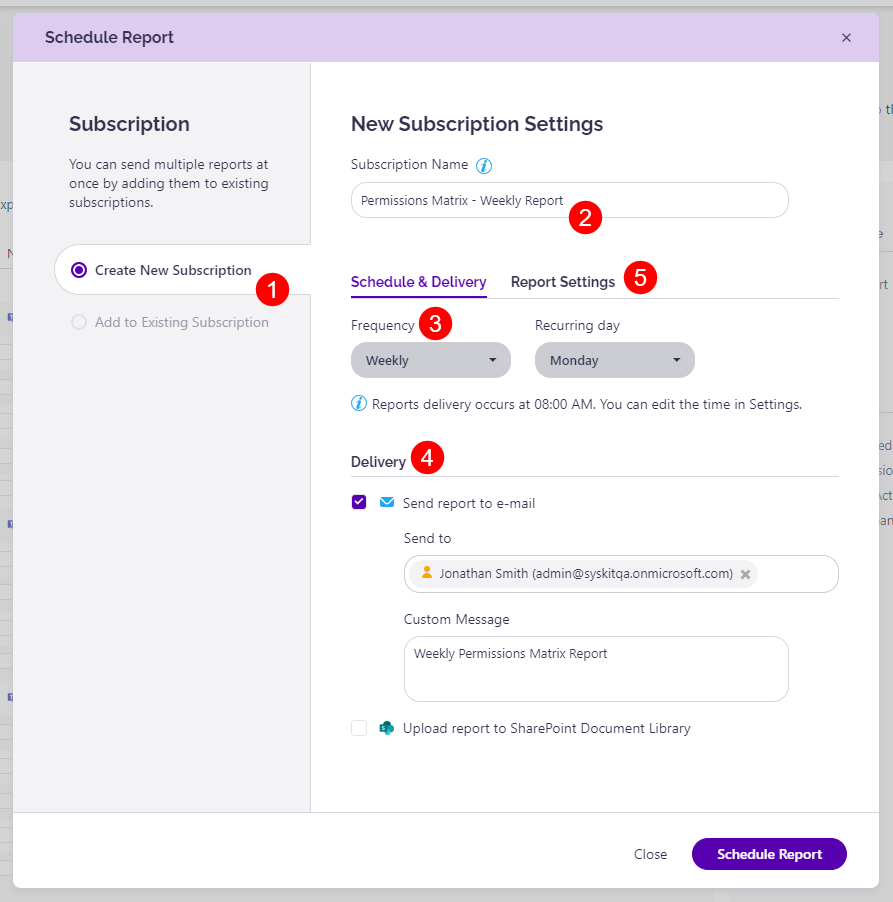 Schedule Report
Subscription
You can send multiple reports at
once by adding them to existing
subscriptions.
Create New Subscription
1
Add to Existing Subscription
New Subscription Settings
Subscription Name
Permissions Matrix - Weekly Report
2
Schedule & Delivery Report Settings 5
Frequency 3 Recurring day
Weekly Monday
Reports delivery occurs at 08:00 AM. You can edit the time in Settings.
Delivery 4
Send report to e-mail
Send to
Jonathan Smith (admin@syskitqa.onmicrosoft.com)
Custom Message
Weekly Permissions Matrix Report
Upload report to SharePoint Document Library
Close Schedule Report